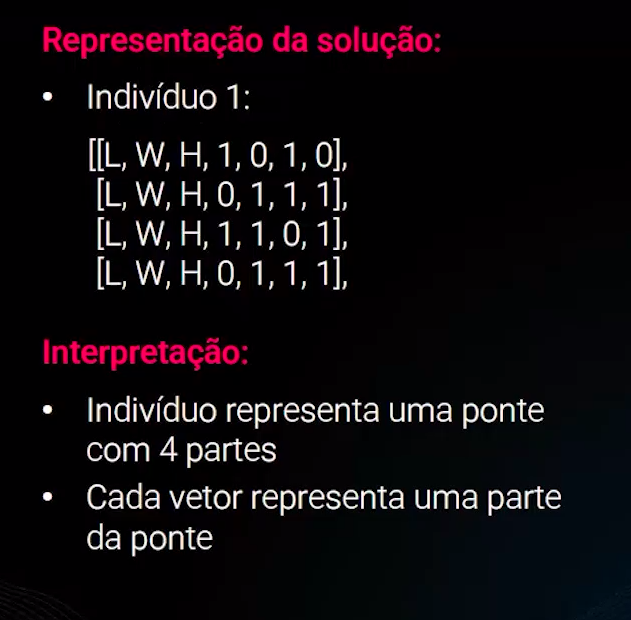 Representação da solução:
• Indivíduo 1:
[[L, W, H, 1, 0, 1, 0],
[L, W, H, 0, 1, 1, 1],
[L, W, H, 1, 1, 0, 1],
[L, W, H, 0, 1, 1, 1],
Interpretação:
• Indivíduo representa uma ponte
com 4 partes
• Cada vetor representa uma parte
da ponte